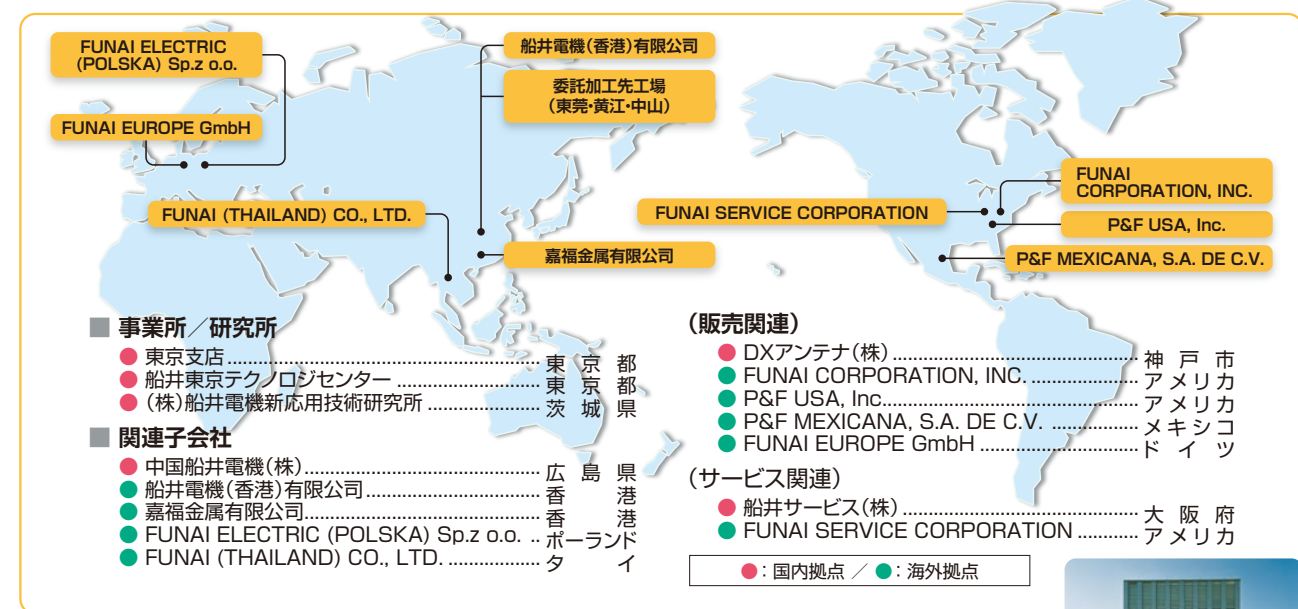 FUNAI ELECTRIC
(POLSKA) Sp.z o.o.
FUNAI EUROPE GmbH
FUNAI (THAILAND) CO., LTD.
船井電機(香港)有限公司
委託加工先工場
(東莞・黄江・中山)
嘉福金属有限公司
FUNAI SERVICE CORPORATION
FUNAI
CORPORATION, INC.
P&F USA, Inc.
P&F MEXICANA, S.A. DE C.V.
■ 事業所/研究所
● 東京支店 ........ 東京都
● 船井東京テクノロジセンター ........ 東京都
● (株)船井電機新応用技術研究所 ........ 茨城県
■ 関連子会社
● 中国船井電機(株) ........ 広島県
● 船井電機(香港)有限公司 ........ 香港
● 嘉福金属有限公司 ........ 香港
● FUNAI ELECTRIC (POLSKA) Sp.z o.o. .. ポーランド
● FUNAI (THAILAND) CO., LTD. ........ タイ
(販売関連)
● DXアンテナ(株) ........ 神戸市
● FUNAI CORPORATION, INC. ........ アメリカ
● P&F USA, Inc. ........ アメリカ
● P&F MEXICANA, S.A. DE C.V. ........ メキシコ
● FUNAI EUROPE GmbH ........ ドイツ
(サービス関連)
● 船井サービス(株) ........ 大阪府
● FUNAI SERVICE CORPORATION ........ アメリカ
●:国内拠点 / ●:海外拠点